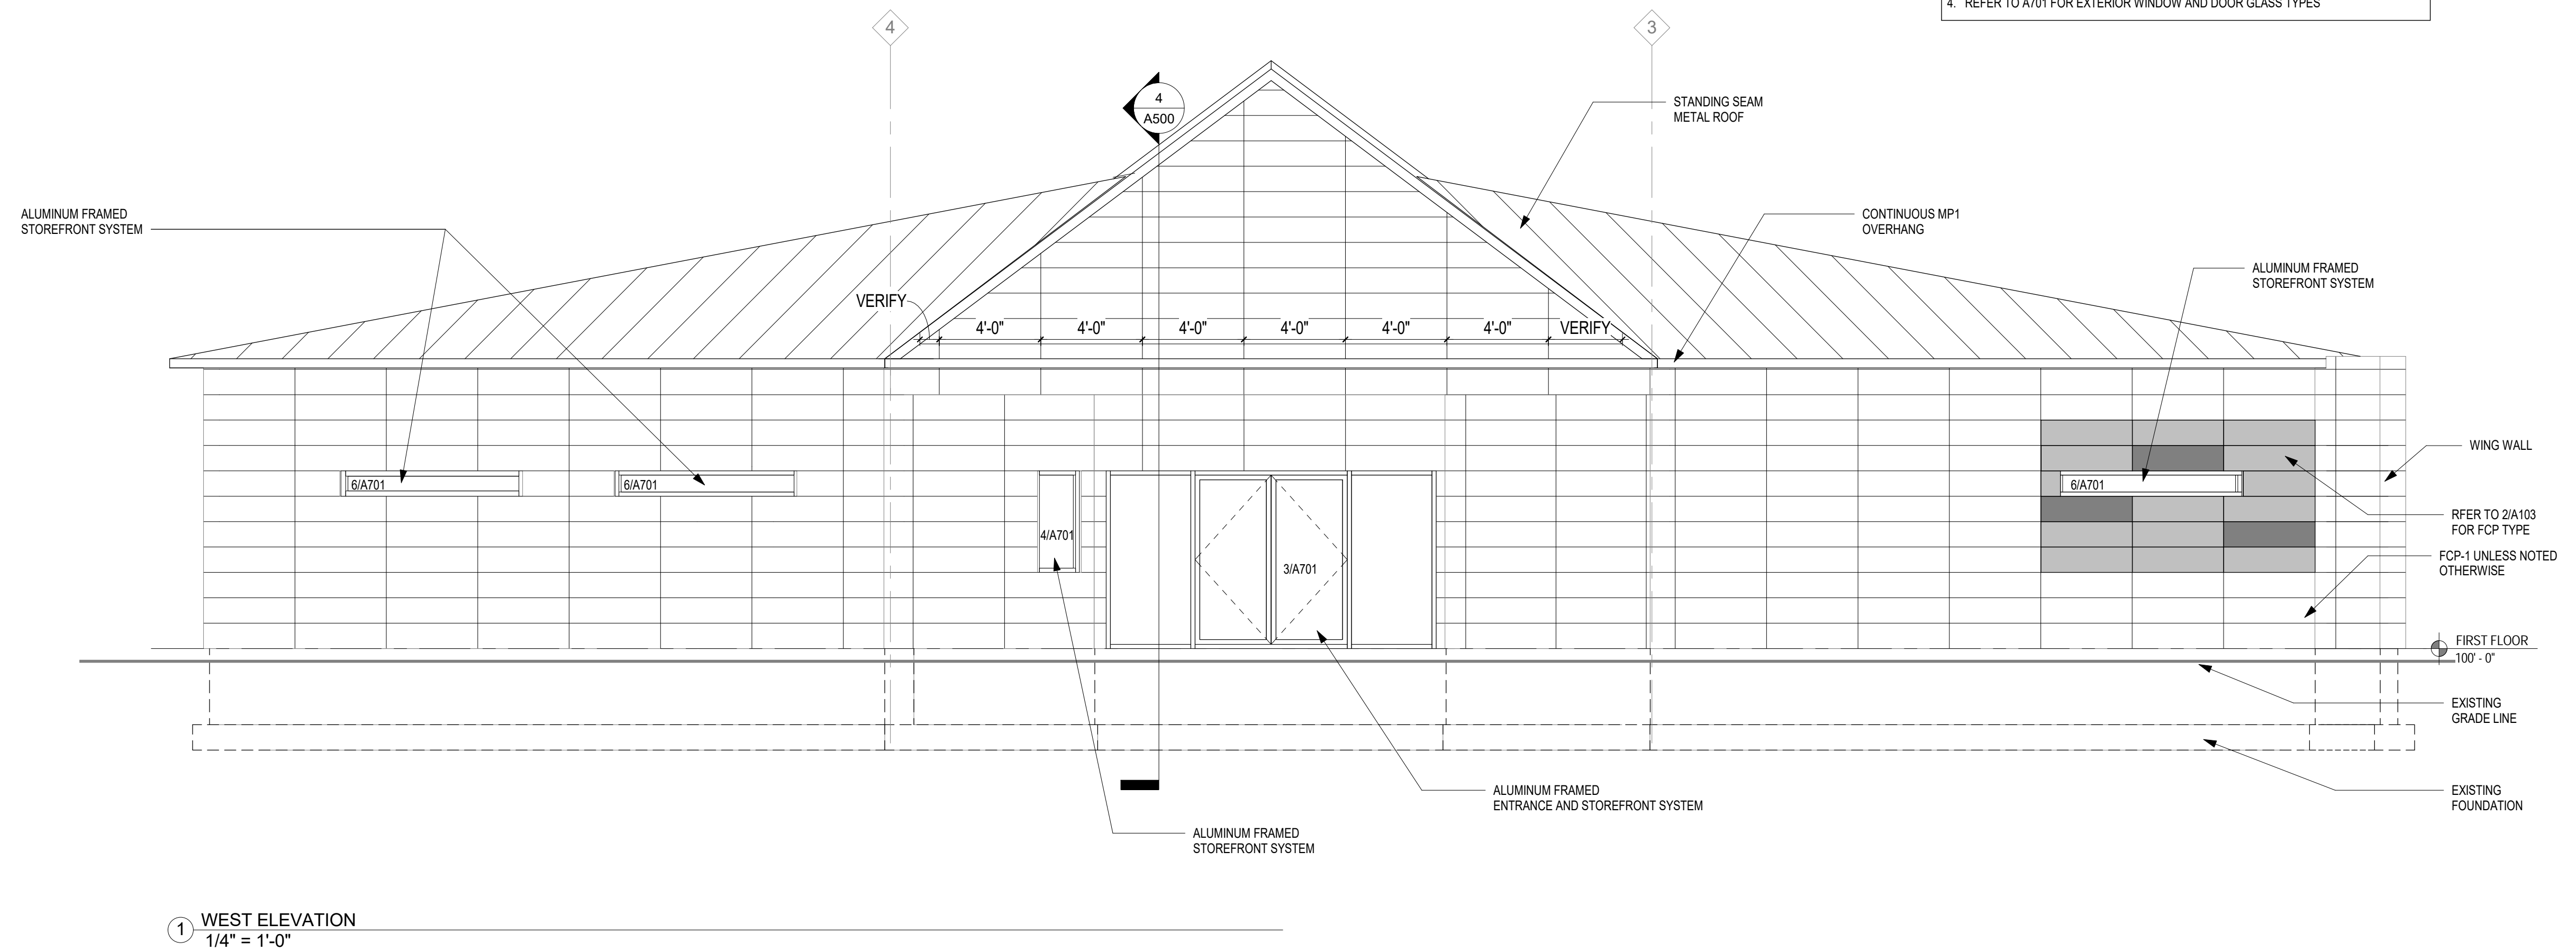 4. REFER TO A701 FOR EXTERIOR WINDOW AND DOOR GLASS TYPES
4
3
4
A500
STANDING SEAM
METAL ROOF
ALUMINUM FRAMED
STOREFRONT SYSTEM
CONTINUOUS MP1
OVERHANG
ALUMINUM FRAMED
STOREFRONT SYSTEM
VERIFY
4'-0"
4'-0"
4'-0"
4'-0"
4'-0"
4'-0"
VERIFY
WING WALL
6/A701
6/A701
6/A701
RFER TO 2/A103
FOR FCP TYPE
4/A701
3/A701
FCP-1 UNLESS NOTED
OTHERWISE
FIRST FLOOR
100' - 0"
EXISTING
GRADE LINE
ALUMINUM FRAMED
ENTRANCE AND STOREFRONT SYSTEM
EXISTING
FOUNDATION
ALUMINUM FRAMED
STOREFRONT SYSTEM
1
WEST ELEVATION
1/4" = 1'-0"